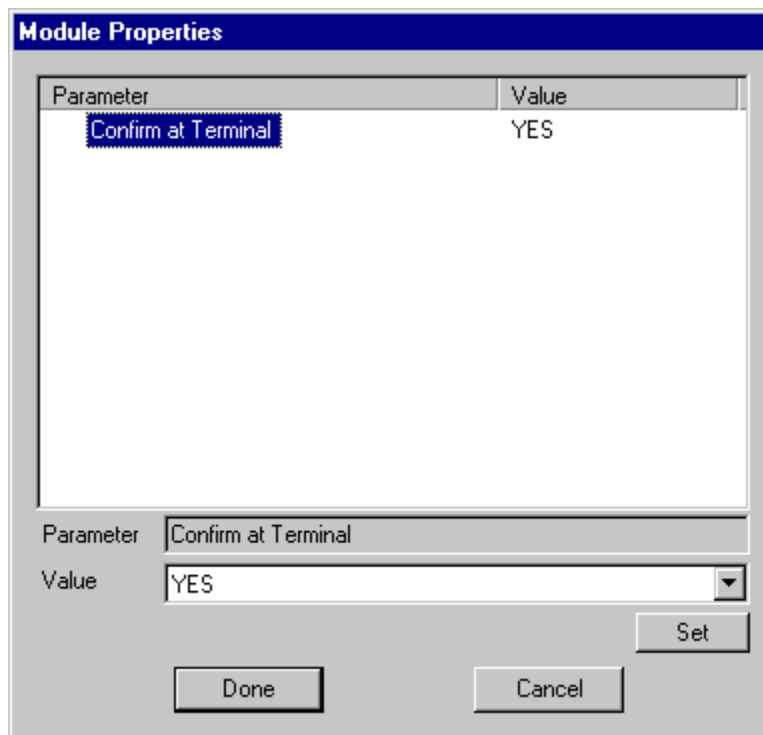 Module Properties
Parameter Value
Confirm at Terminal YES
Parameter Confirm at Terminal
Value YES
Set
Done Cancel